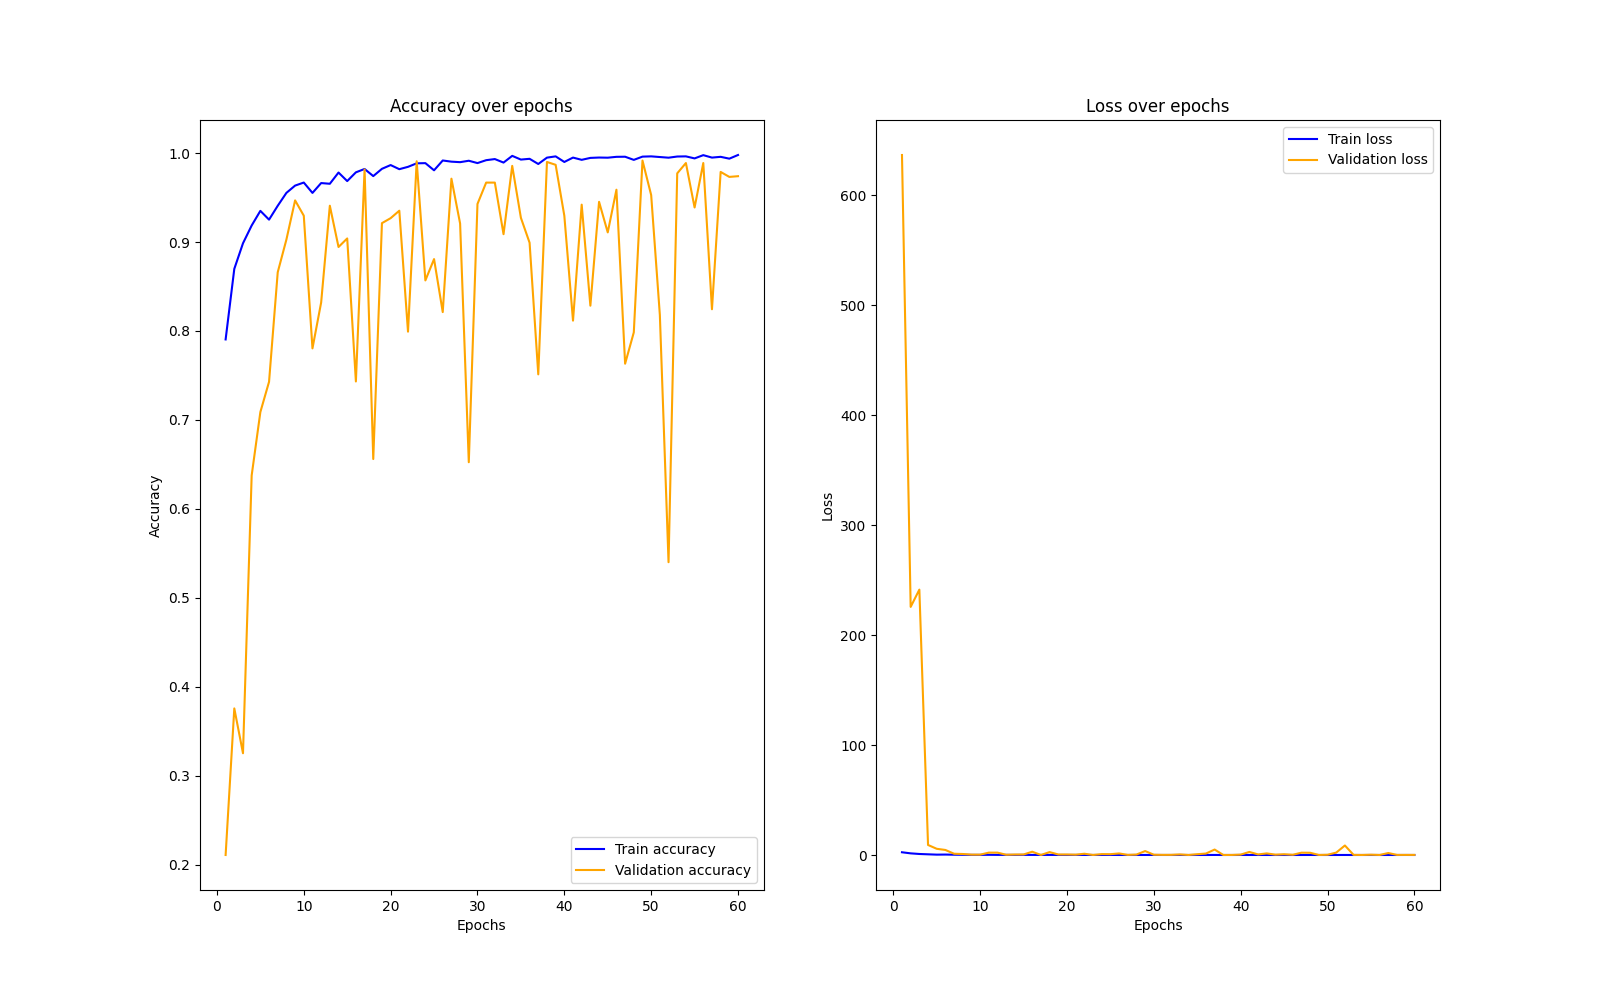 Accuracy over epochs
1.0
0.9
0.8
0.7
0.6
0.5
0.4
0.3
0.2
Accuracy
0 10 20 30 40 50 60
Epochs
Train accuracy
Validation accuracy
Loss over epochs
600
500
400
300
200
100
0
Loss
0 10 20 30 40 50 60
Epochs
Train loss
Validation loss